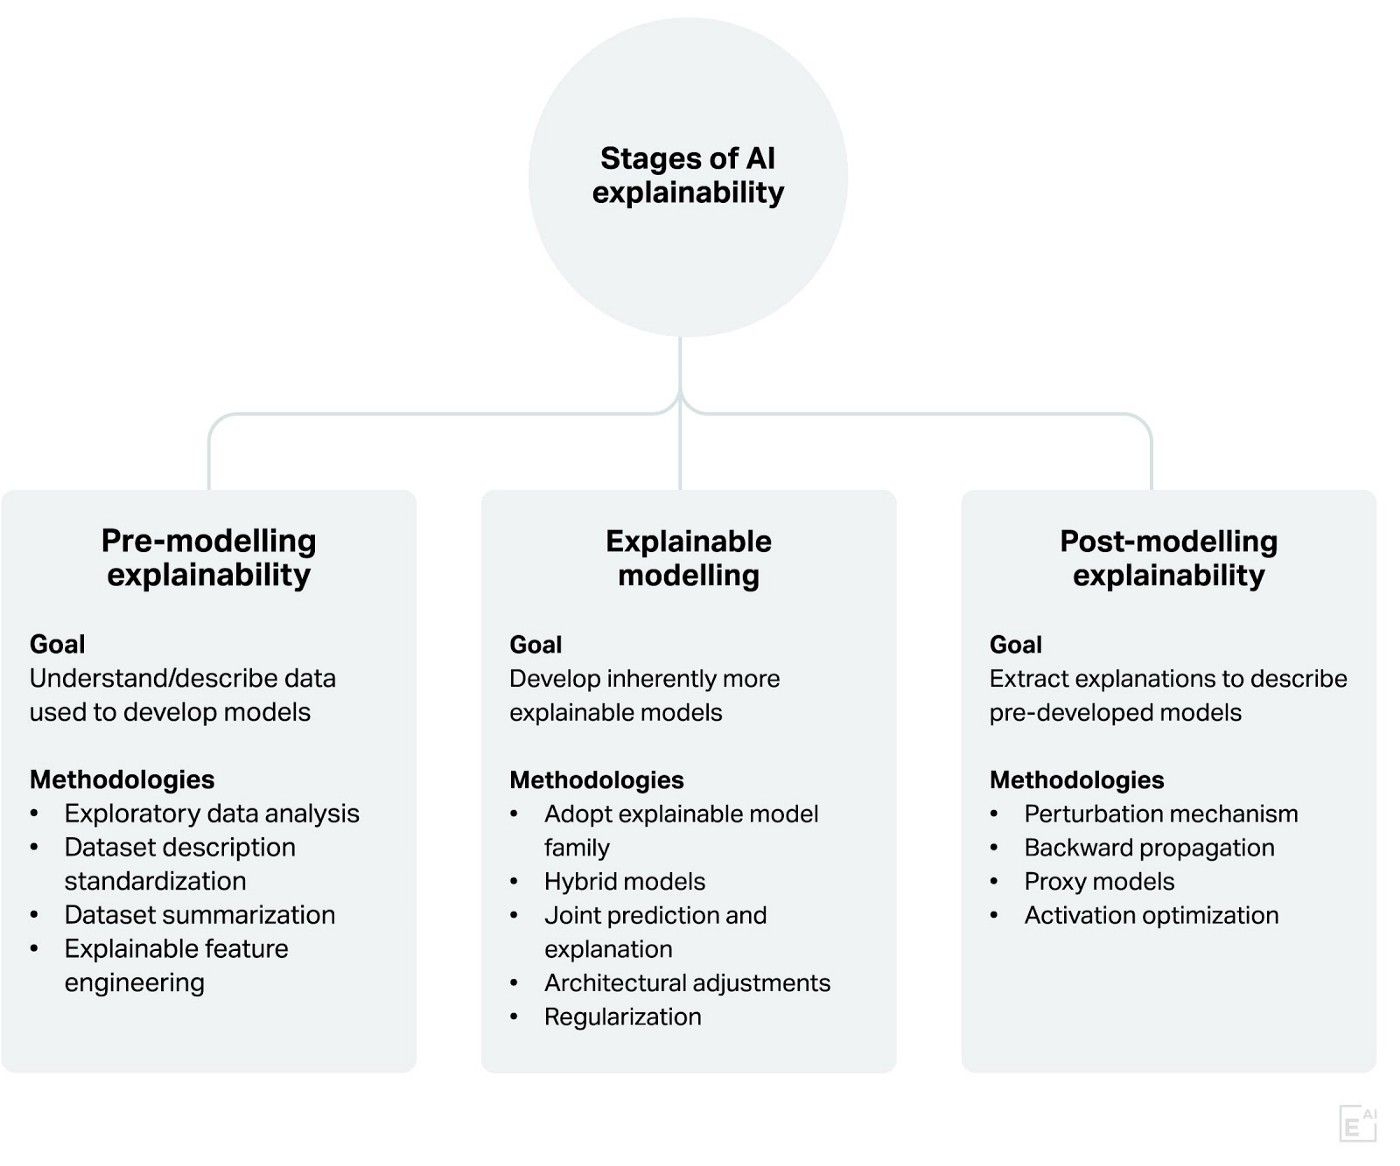 Stages of AI
explainability
Pre-modelling
explainability
Goal
Understand/describe data
used to develop models
Methodologies
• Exploratory data analysis
• Dataset description
standardization
• Dataset summarization
• Explainable feature
engineering
Explainable
modelling
Goal
Develop inherently more
explainable models
Methodologies
• Adopt explainable model
family
• Hybrid models
• Joint prediction and
explanation
• Architectural adjustments
• Regularization
Post-modelling
explainability
Goal
Extract explanations to describe
pre-developed models
Methodologies
• Perturbation mechanism
• Backward propagation
• Proxy models
• Activation optimization
E AI